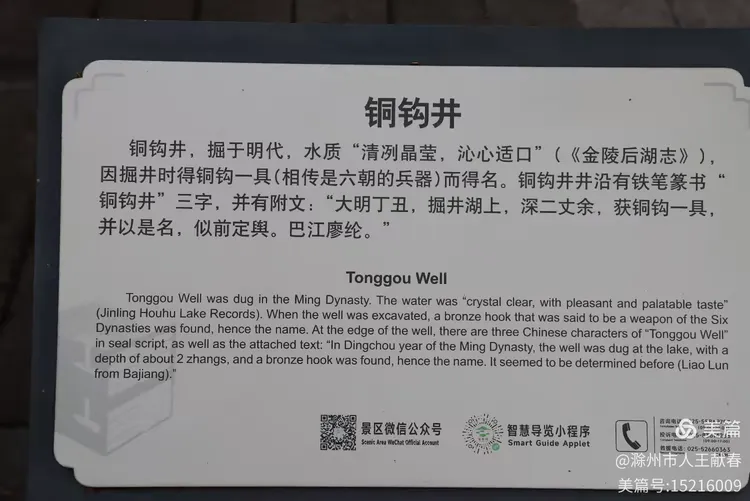 铜钩井
铜钩井，掘于明代，水质“清冽晶莹，沁心适口”(《金陵后湖志》)，
因掘井时得铜钩一具(相传是六朝的兵器)而得名。铜钩井井沿有铁笔篆书“
铜钩井”三字，并有附文：“大明丁丑，掘井湖上，深二丈余，获铜钩一具，
并以是名，似前定舆。巴江廖纶。”
Tonggou Well
Tonggou Well was dug in the Ming Dynasty. The water was “crystal clear, with pleasant and palatable taste”
(Jinling Houhu Lake Records). When the well was excavated, a bronze hook that was said to be a weapon of the Six
Dynasties was found, hence the name. At the edge of the well, there are three Chinese characters of “Tonggou Well”
in seal script, as well as the attached text: “In Dingchou year of the Ming Dynasty, the well was dug at the lake, with a
depth of about 2 zhangs, and a bronze hook was found, hence the name. It seemed to be determined before (Liao Lun
from Bajiang).”
景区微信公众号
Scenic Area WeChat Official Account
智慧导览小程序
Smart Guide Applet
025-52660363
美篇
@滁州市人王献春
美篇号:15216009